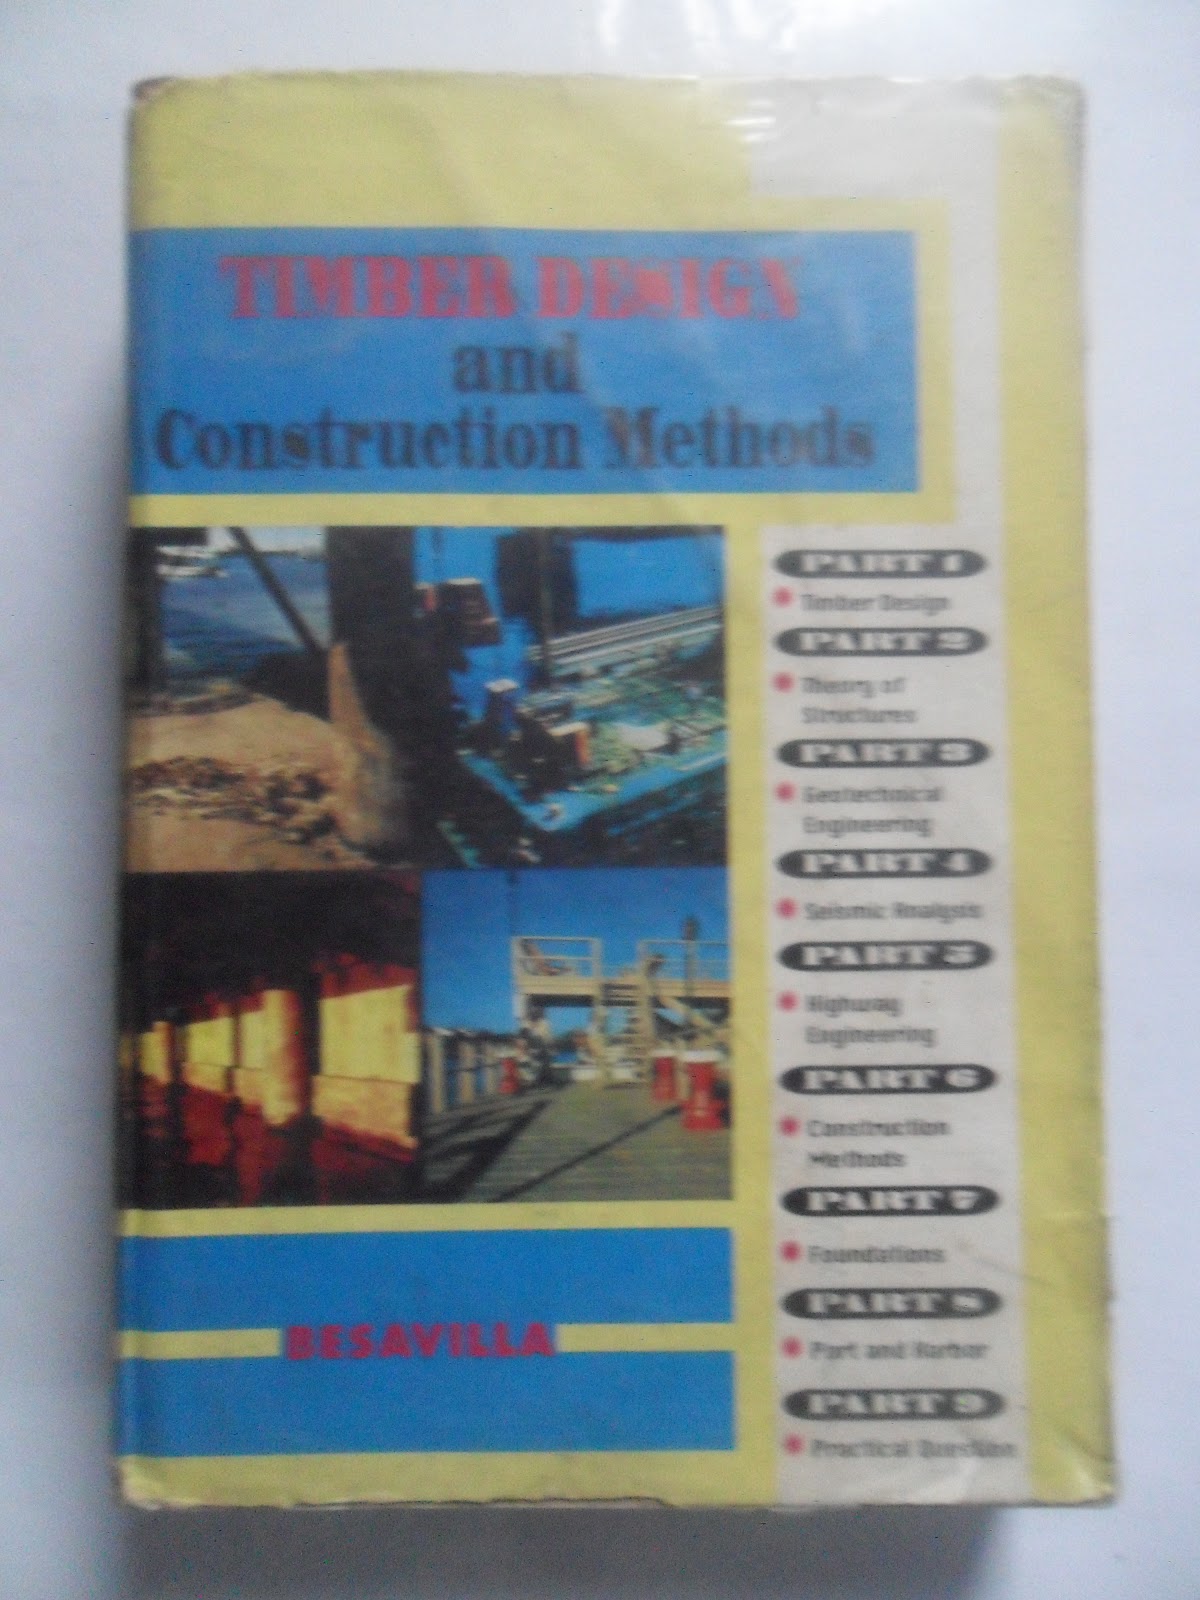 TIMBER DESIGN
and
Construction Methods
PART 1
Timber Design
PART 2
Theory of
Structures
PART 3
Geotechnical
Engineering
PART 4
Seismic Analysis
PART 5
Highway
Engineering
PART 6
Construction
Methods
PART 7
Foundations
PART 8
Port and Harbor
PART 9
Practical Question
BESAVILLA